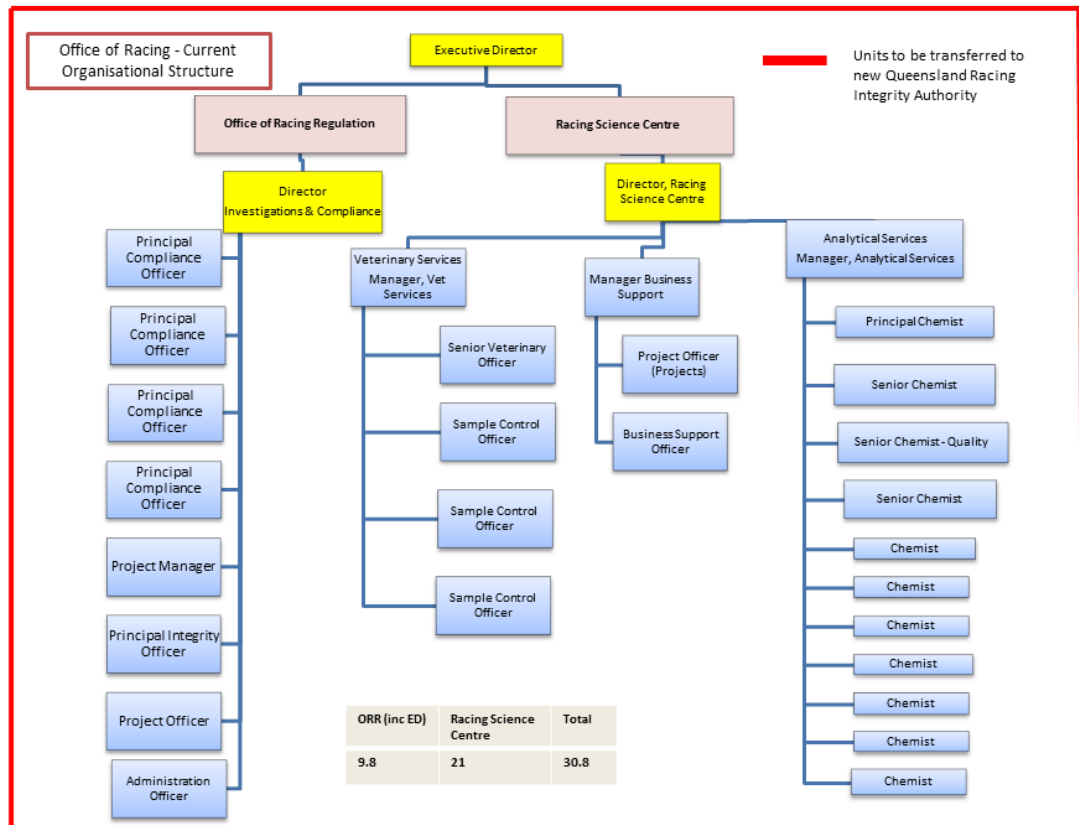 Office of Racing - Current
Organisational Structure
Executive Director
Units to be transferred to
new Queensland Racing
Integrity Authority
Office of Racing Regulation
Racing Science Centre
Director
Investigations & Compliance
Director, Racing
Science Centre
Principal
Compliance
Officer
Principal
Compliance
Officer
Principal
Compliance
Officer
Principal
Compliance
Officer
Project Manager
Principal Integrity
Officer
Project Officer
Administration
Officer
Veterinary Services
Manager, Vet
Services
Senior Veterinary
Officer
Sample Control
Officer
Sample Control
Officer
Sample Control
Officer
Manager Business
Support
Project Officer
(Projects)
Business Support
Officer
Analytical Services
Manager, Analytical Services
Principal Chemist
Senior Chemist
Senior Chemist - Quality
Senior Chemist
Chemist
Chemist
Chemist
Chemist
Chemist
Chemist
Chemist
ORR (inc ED) Racing Science Total
Centre
9.8 21 30.8